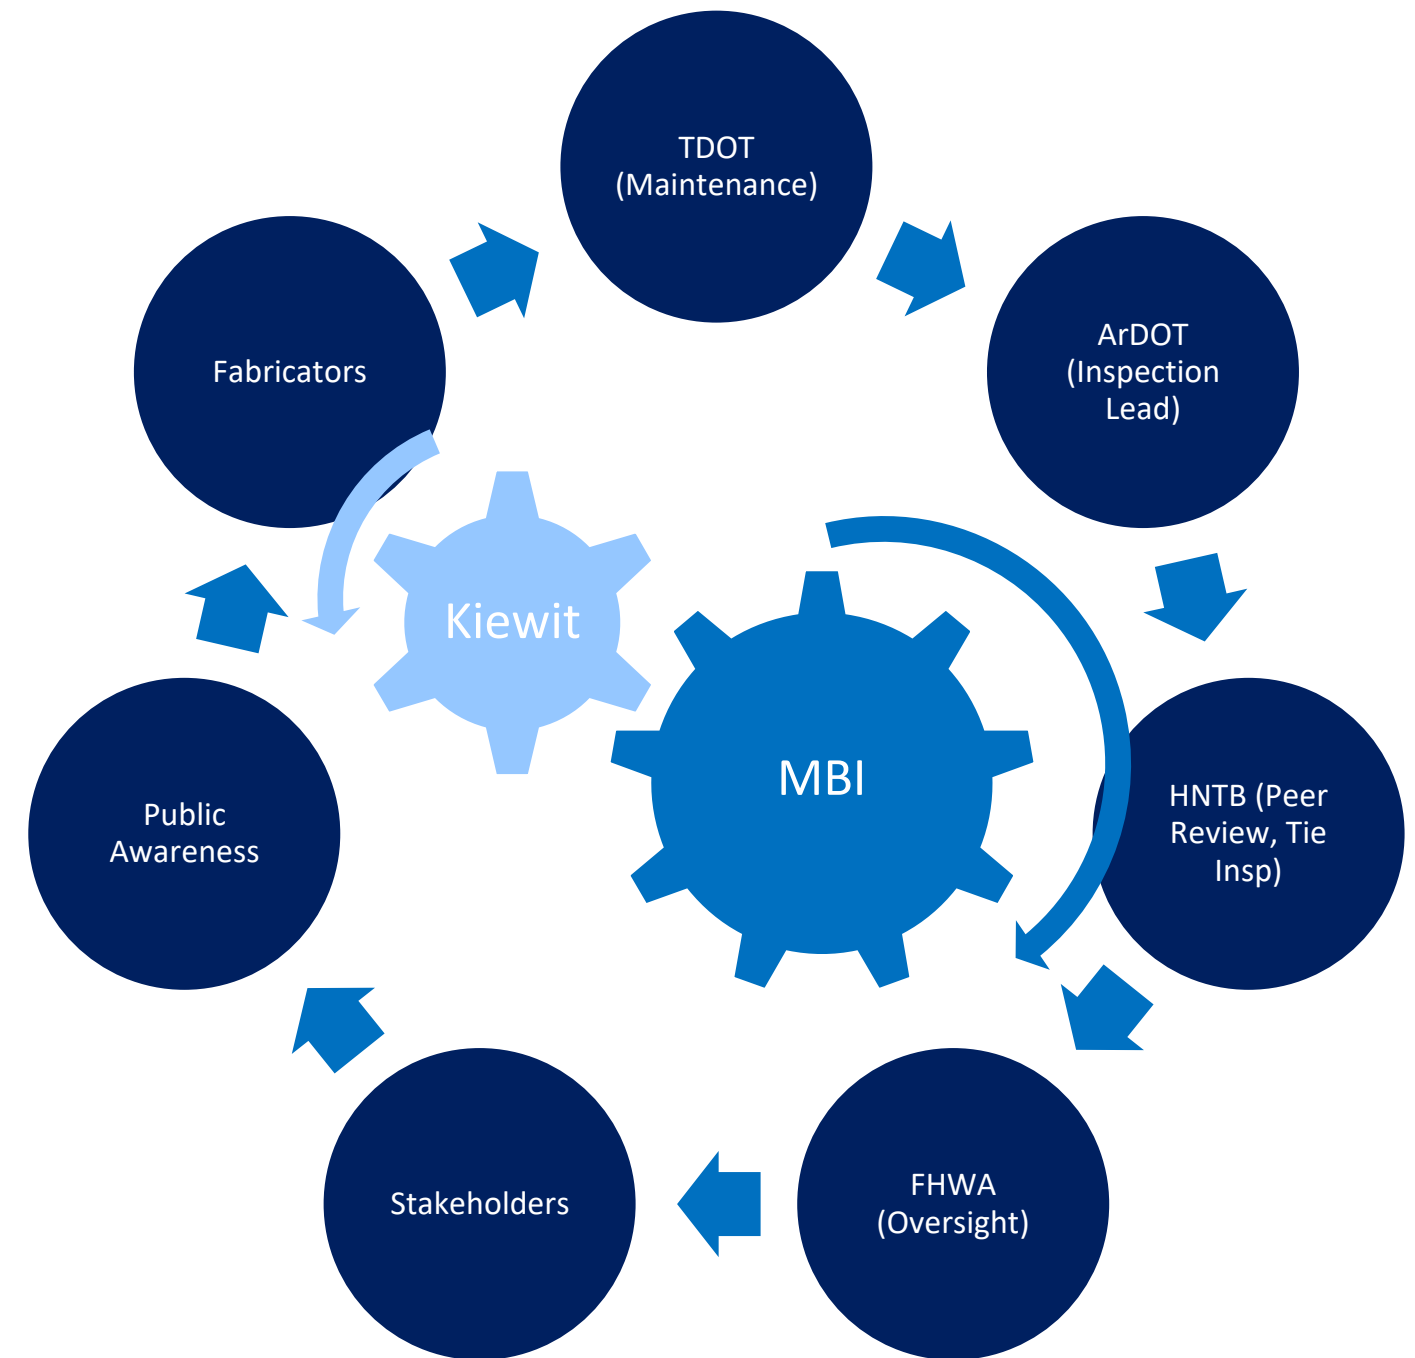 TDOT
(Maintenance)
ArDOT
(Inspection
Lead)
HNTB (Peer
Review, Tie
Insp)
FHWA
(Oversight)
Stakeholders
Public
Awareness
Fabricators
Kiewit
MBI